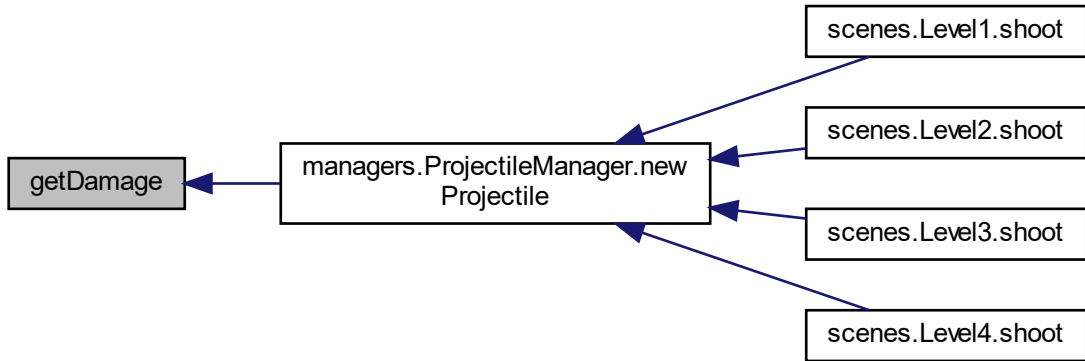 getDamage
managers.ProjectileManager.new
Projectile
scenes.Level1.shoot
scenes.Level2.shoot
scenes.Level3.shoot
scenes.Level4.shoot